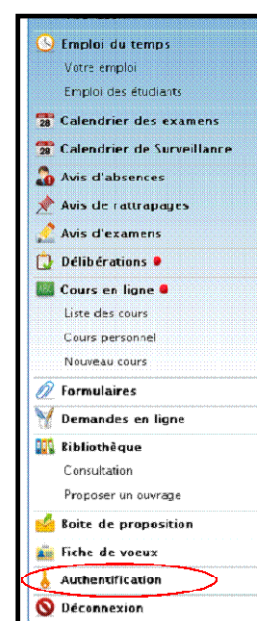 Emploi du temps
Votre emploi
Emploi des étudiants
28 Calendrier des examens
28 Calendrier de Surveillance
Avis d'absences
Avis de rattrapages
Avis d'examens
Délibérations
Cours en ligne
Liste des cours
Cours personnel
Nouveau cours
Formulaires
Demandes en ligne
Bibliothèque
Consultation
Proposer un ouvrage
Boite de proposition
Fiche de voeux
Authentification
Déconnexion